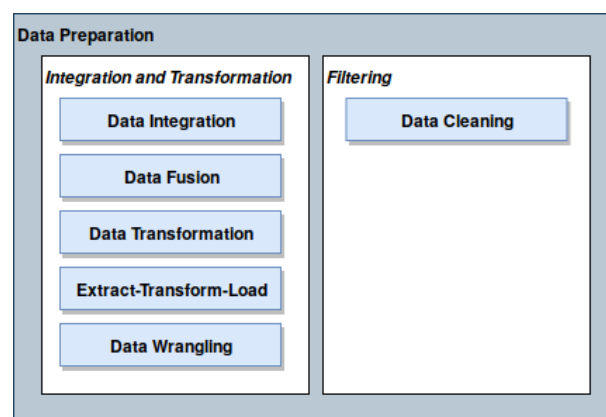 Data Preparation
Integration and Transformation
Data Integration
Data Fusion
Data Transformation
Extract-Transform-Load
Data Wrangling
Filtering
Data Cleaning